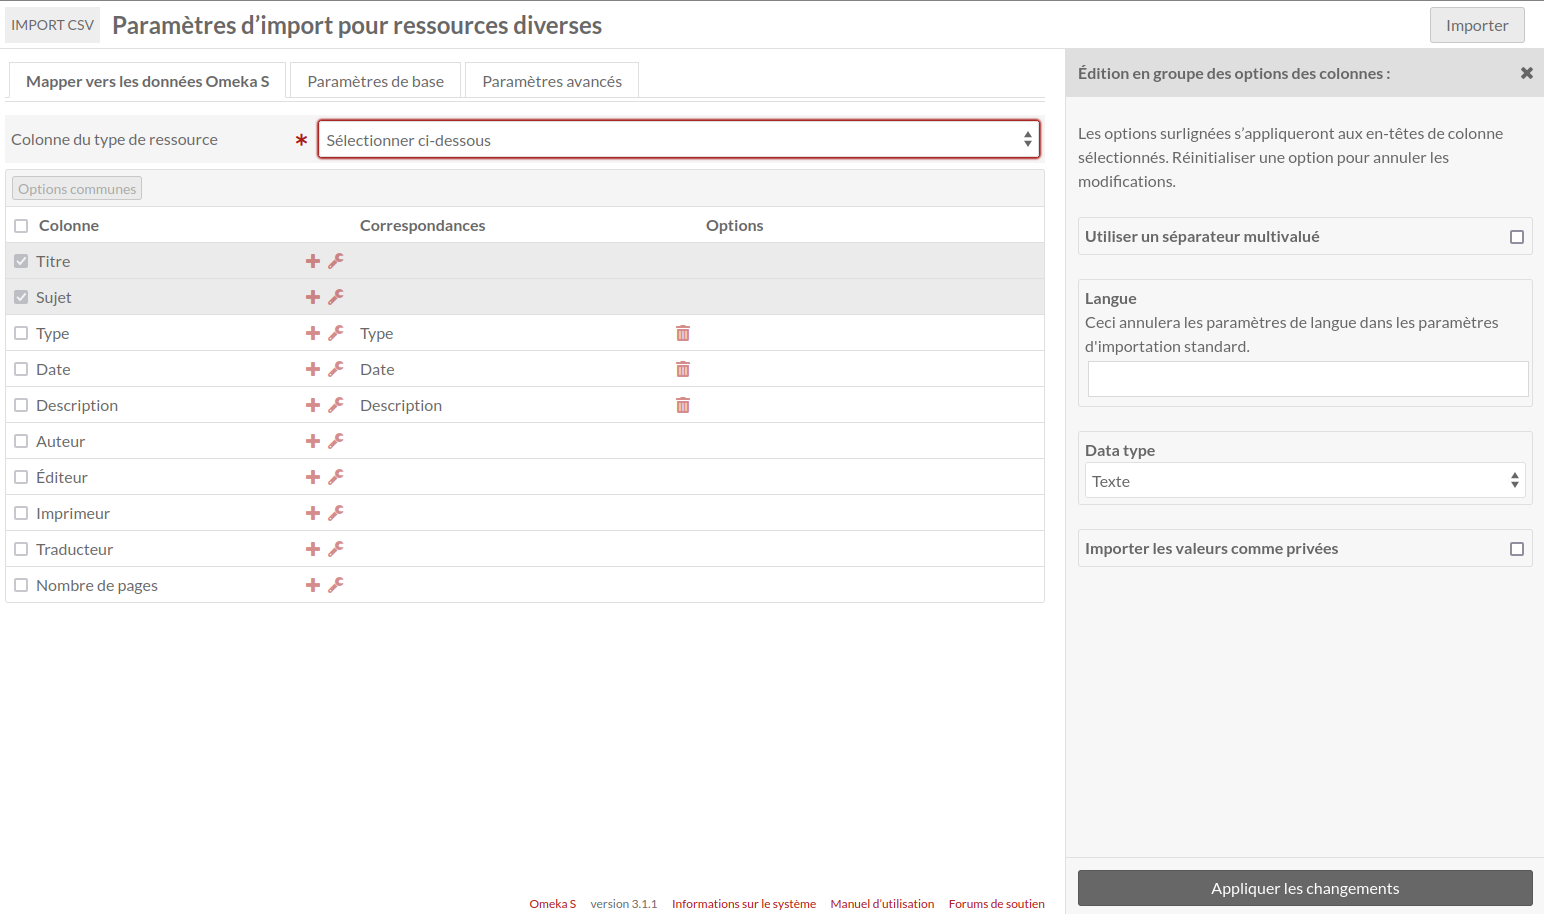 IMPORT CSV Paramètres d’import pour ressources diverses Importer
Mapper vers les données Omeka S Paramètres de base Paramètres avancés
Colonne du type de ressource * Sélectionner ci-dessous
Options communes
Colonne Correspondances Options
Titre
Sujet
Type Type
Date Date
Description Description
Auteur
Éditeur
Imprimeur
Traducteur
Nombre de pages
Édition en groupe des options des colonnes :
Les options surlignées s’appliqueront aux en-têtes de colonne
sélectionnés. Réinitialiser une option pour annuler les
modifications.
Utiliser un séparateur multivalué
Langue
Ceci annulera les paramètres de langue dans les paramètres
d'importation standard.
Data type
Texte
Importer les valeurs comme privées
Appliquer les changements
Omeka S version 3.1.1 Informations sur le système Manuel d’utilisation Forums de soutien